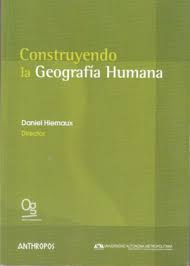 Construyendo
la Geografía Humana
Daniel Hiernaux
Director
ANTHROPOS
UNIVERSIDAD AUTÓNOMA METROPOLITANA